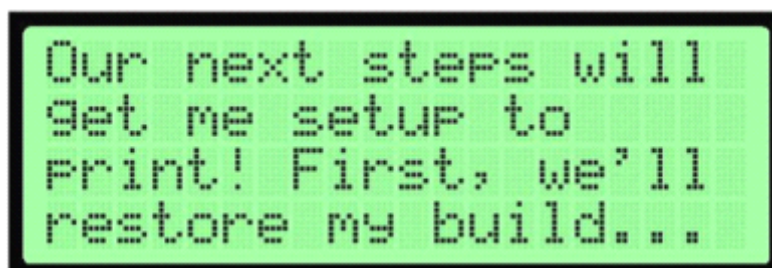 Our next steps will
get me setup to
print! First, we'll
restore my build...